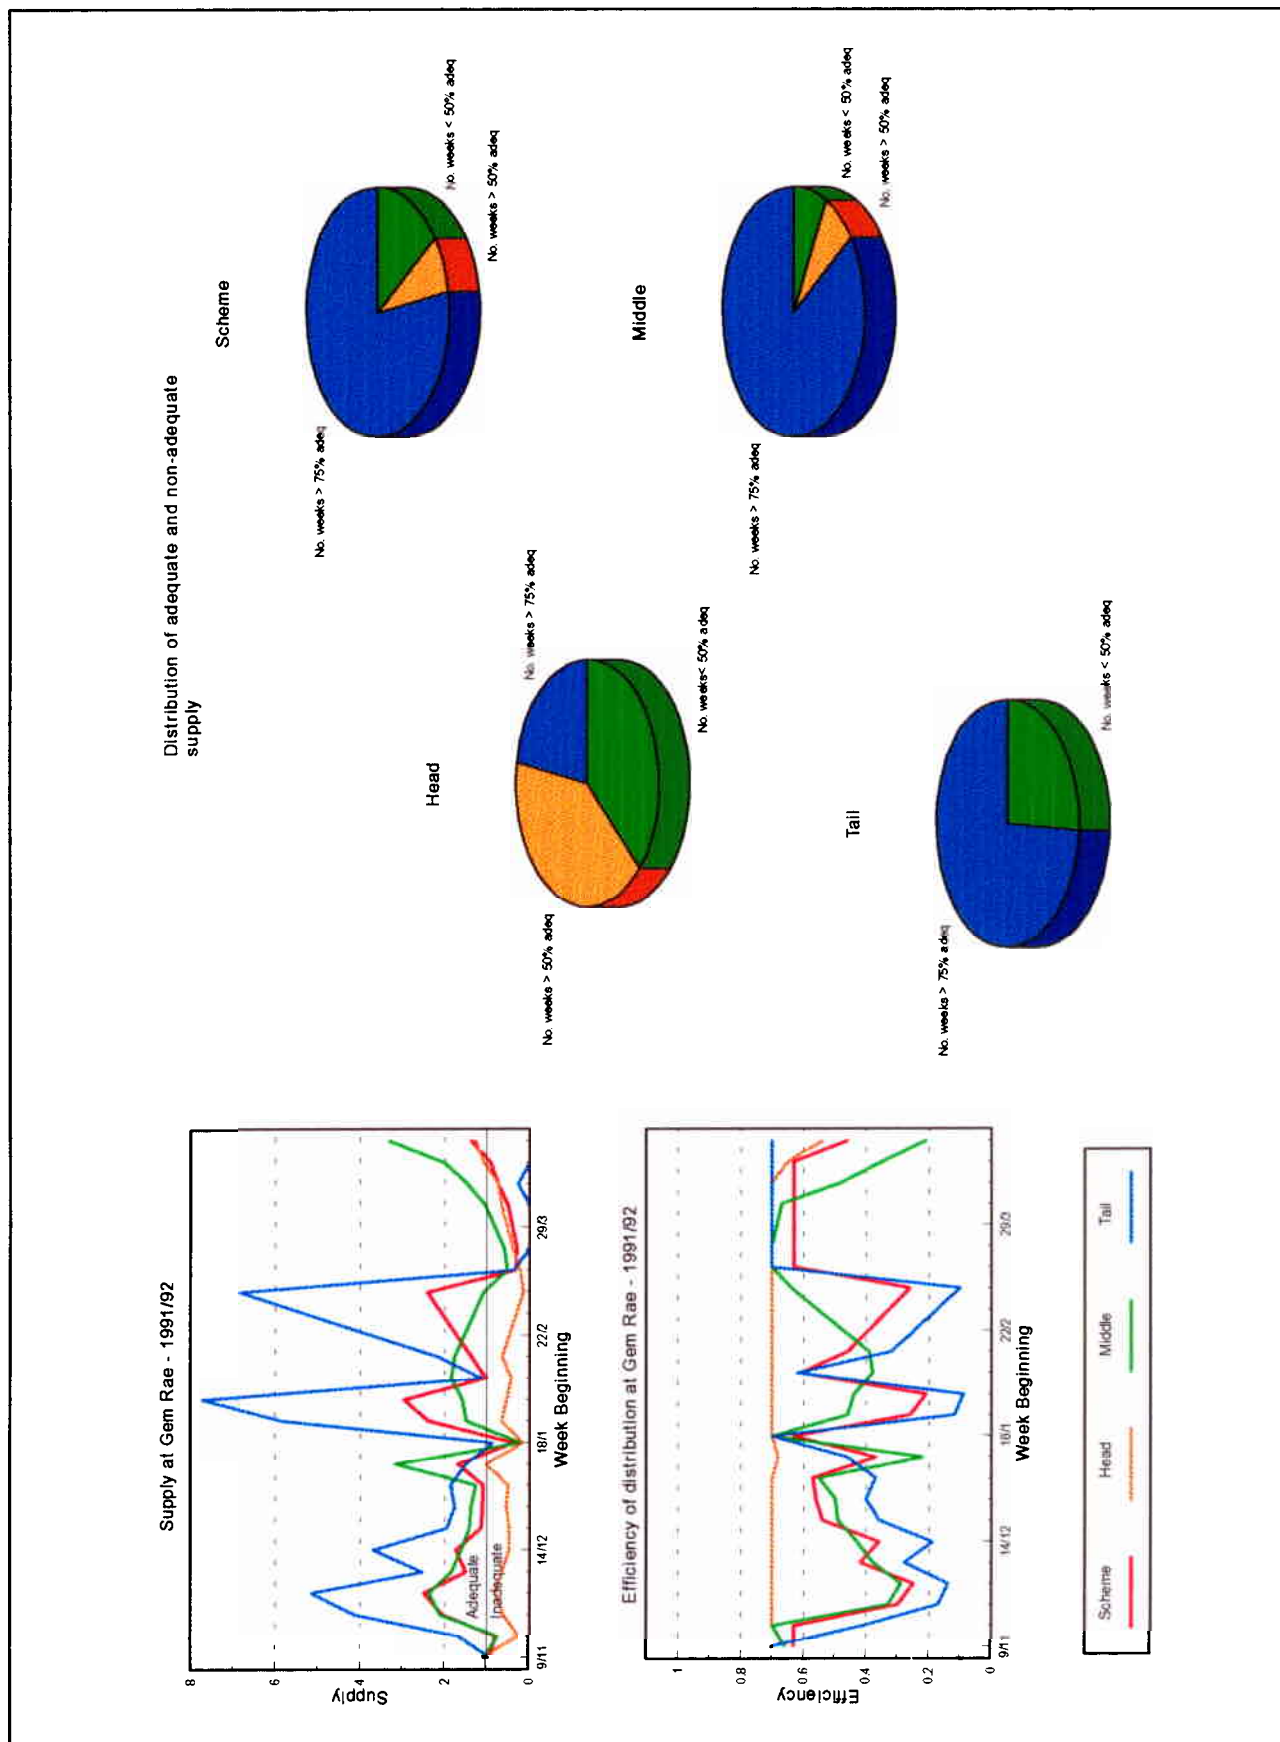 Supply at Gem Rae - 1991/92
8
6
4
2
0
Supply
Adequate
Inadequate
9/11
14/12
18/1
22/2
29/3
Week Beginning
Efficiency of distribution at Gem Rae - 1991/92
1
0.8
0.6
0.4
0.2
0
Efficiency
9/11
14/12
18/1
22/2
29/3
Week Beginning
Scheme
Head
Middle
Tail
Distribution of adequate and non-adequate
supply
Scheme
No. weeks > 75% adeq
No. weeks < 50% adeq
No. weeks > 50% adeq
Head
No. weeks > 75% adeq
No. weeks > 50% adeq
No. weeks< 50% adeq
Middle
No. weeks > 75% adeq
No. weeks < 50% adeq
No. weeks > 50% adeq
Tail
No. weeks > 75% adeq
No. weeks < 50% adeq